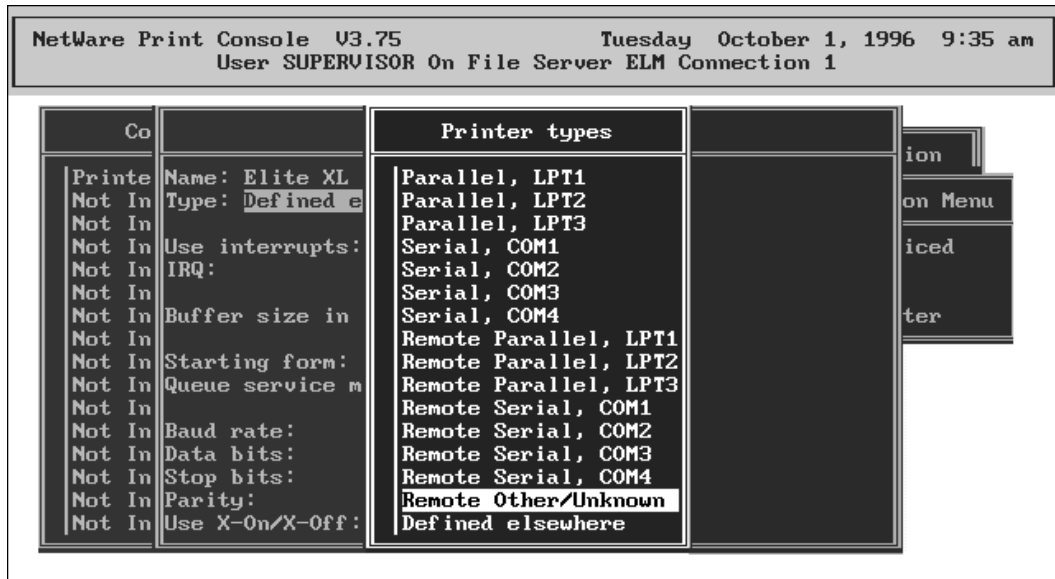 NetWare Print Console V3.75 Tuesday October 1, 1996 9:35 am
User SUPERVISOR On File Server ELM Connection 1
Co Printer types ion
Printe Name: Elite XL Parallel, LPT1
Not In Type: Defined e Parallel, LPT2 on Menu
Not In Parallel, LPT3
Not In Use interrupts: Serial, COM1 iced
Not In IRQ: Serial, COM2
Not In Serial, COM3
Not In Buffer size in Serial, COM4 ter
Not In Remote Parallel, LPT1
Not In Starting form: Remote Parallel, LPT2
Not In Queue service m Remote Parallel, LPT3
Not In Remote Serial, COM1
Not In Baud rate: Remote Serial, COM2
Not In Data bits: Remote Serial, COM3
Not In Stop bits: Remote Serial, COM4
Not In Parity: Remote Other/Unknown
Not In Use X-On/X-Off: Defined elsewhere